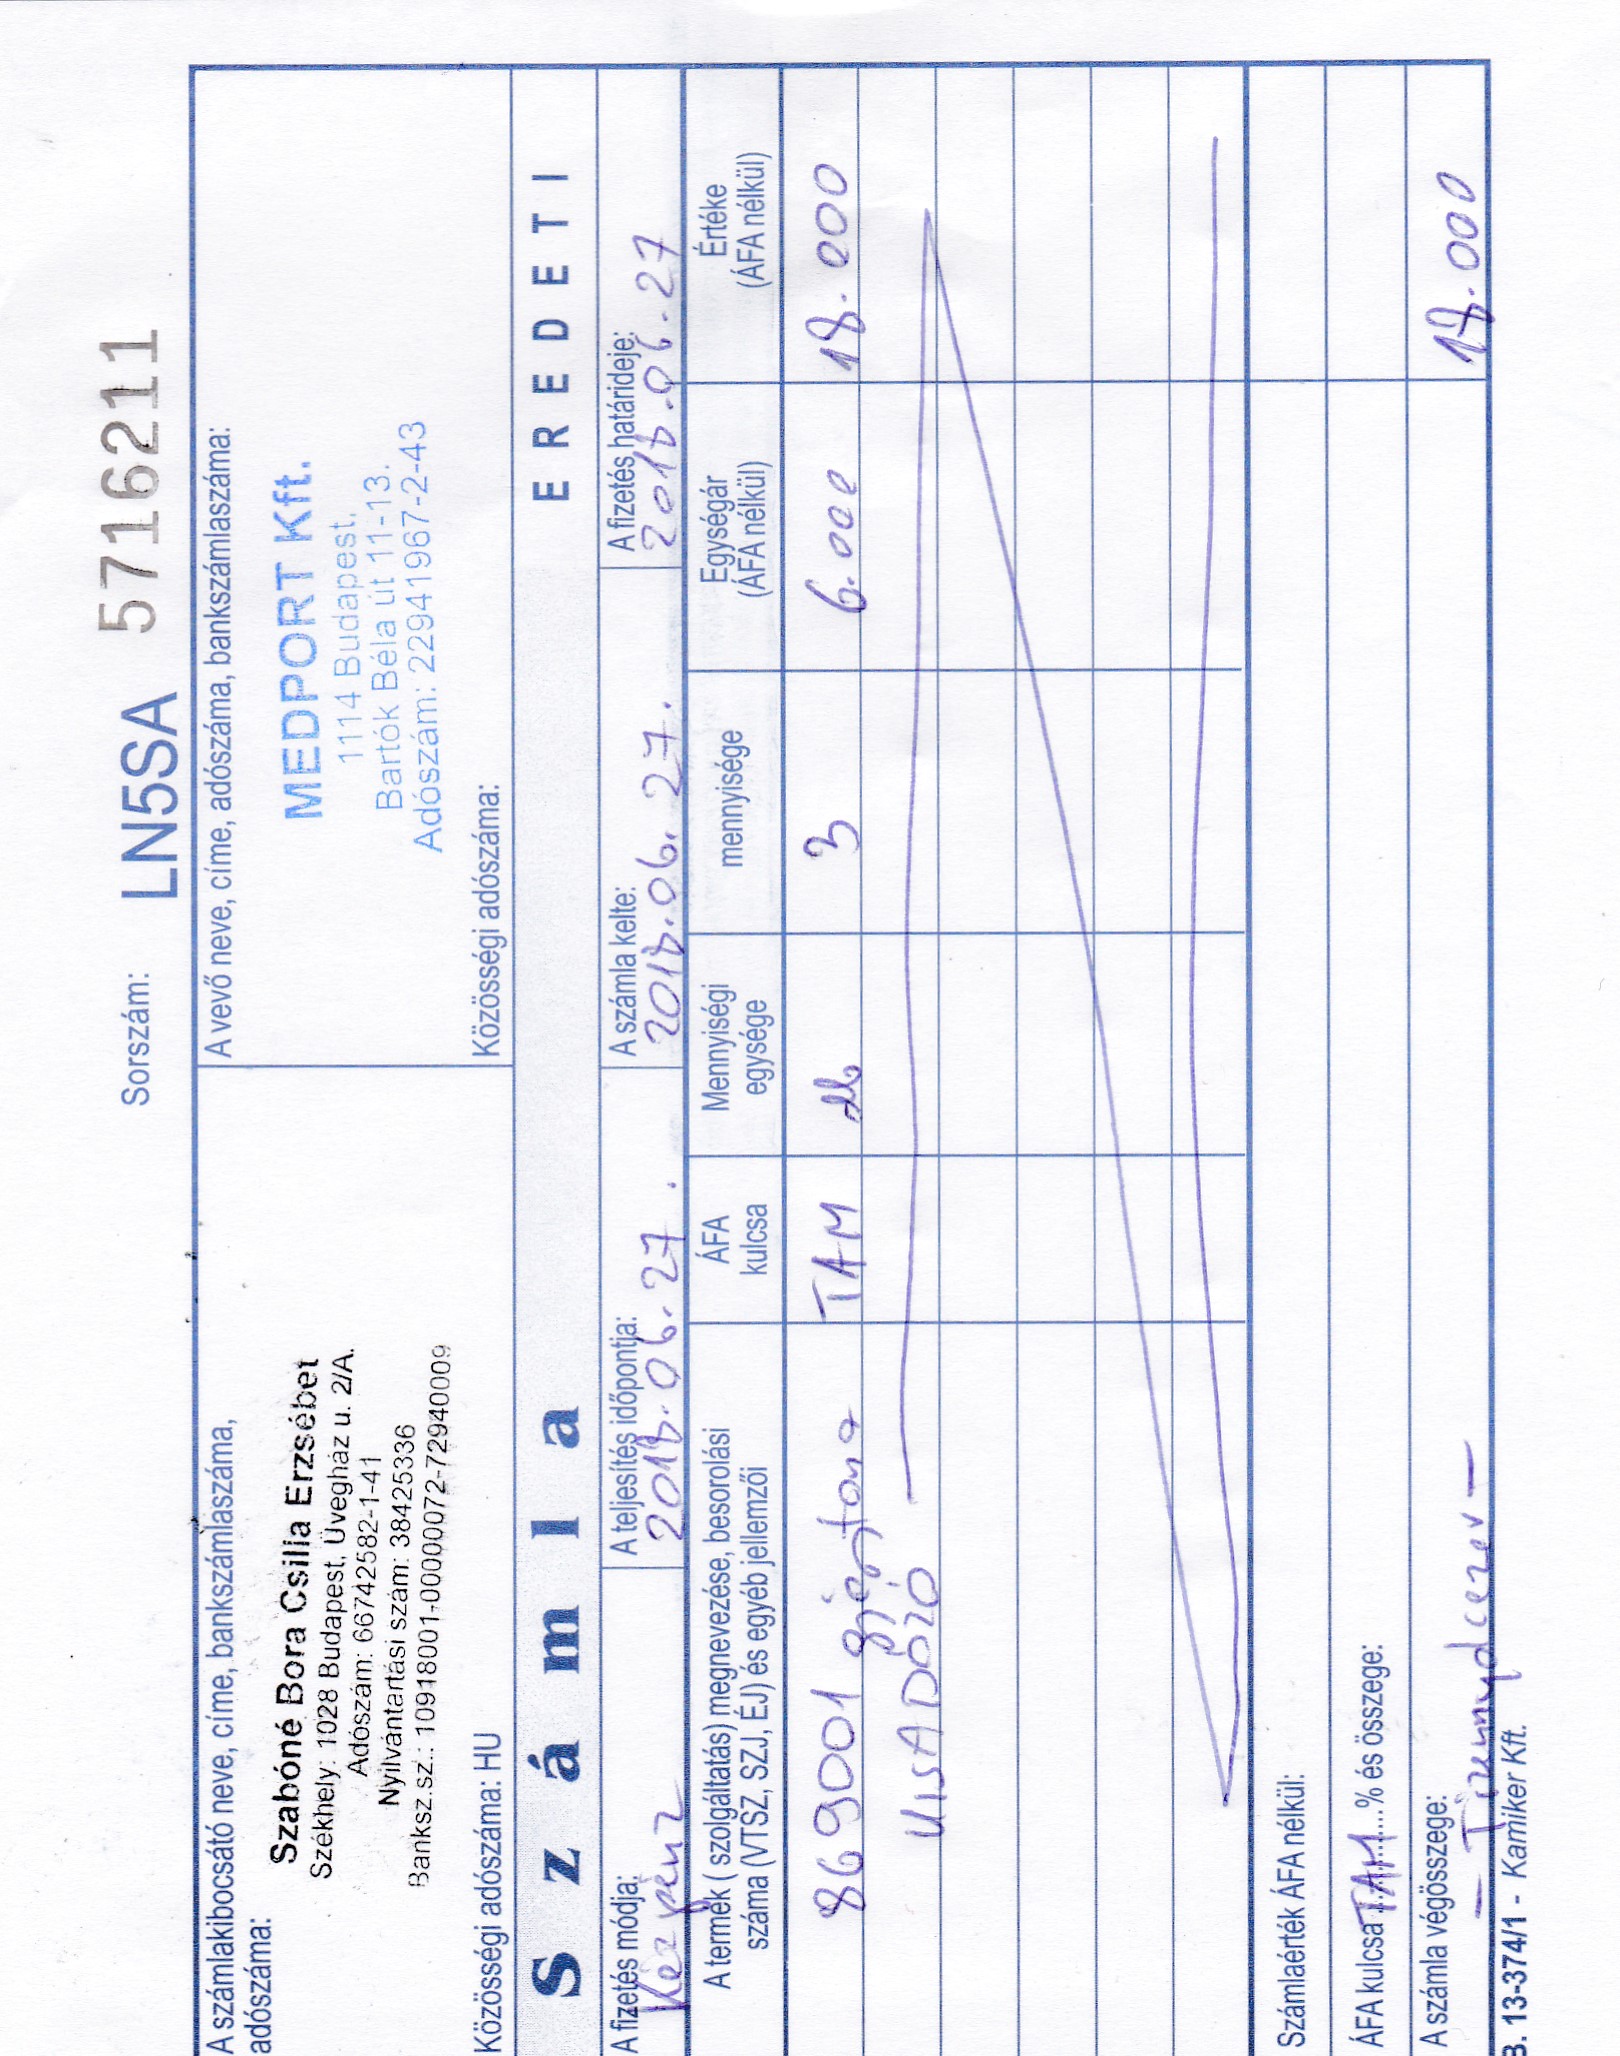 Sorszám: LN5SA 5716211
A számlakibocsátó neve, címe, bankszámlaszáma,
adószáma:
Szabóné Bora Csilla Erzsébet
Székhely: 1028 Budapest, Üvegház u. 2/A.
Adószám: 66742582-1-41
Nyilvántartási szám: 38425336
Banksz.sz.: 10918001-00000072-72940009
Közösségi adószáma: HU
A vevő neve, címe, adószáma, bankszámlaszáma:
MEDPORT Kft.
1114 Budapest,
Bartók Béla út 11-13.
Adószám: 22941967-2-43
Közösségi adószáma:
Számla
EREDETI
A fizetés módja:
Készpénz
A teljesítés időpontja:
2018.06.27.
A számla kelte:
2018.06.27.
A fizetés határideje:
2018.06.27
A termék ( szolgáltatás) megnevezése, besorolási
száma (VTSZ, SZJ, ÉJ) és egyéb jellemzői
ÁFA
kulcsa
Mennyiségi
egysége
mennyisége
Egységár
(ÁFA nélkül)
Értéke
(ÁFA nélkül)
869001 gyógytorna TAM db 3 6.000 18.000
KISADÓZÓ
Számlaérték ÁFA nélkül:
ÁFA kulcsa TAM % és összege:
A számla végösszege: 18.000
B. 13-374/1 - Kamiker Kft.